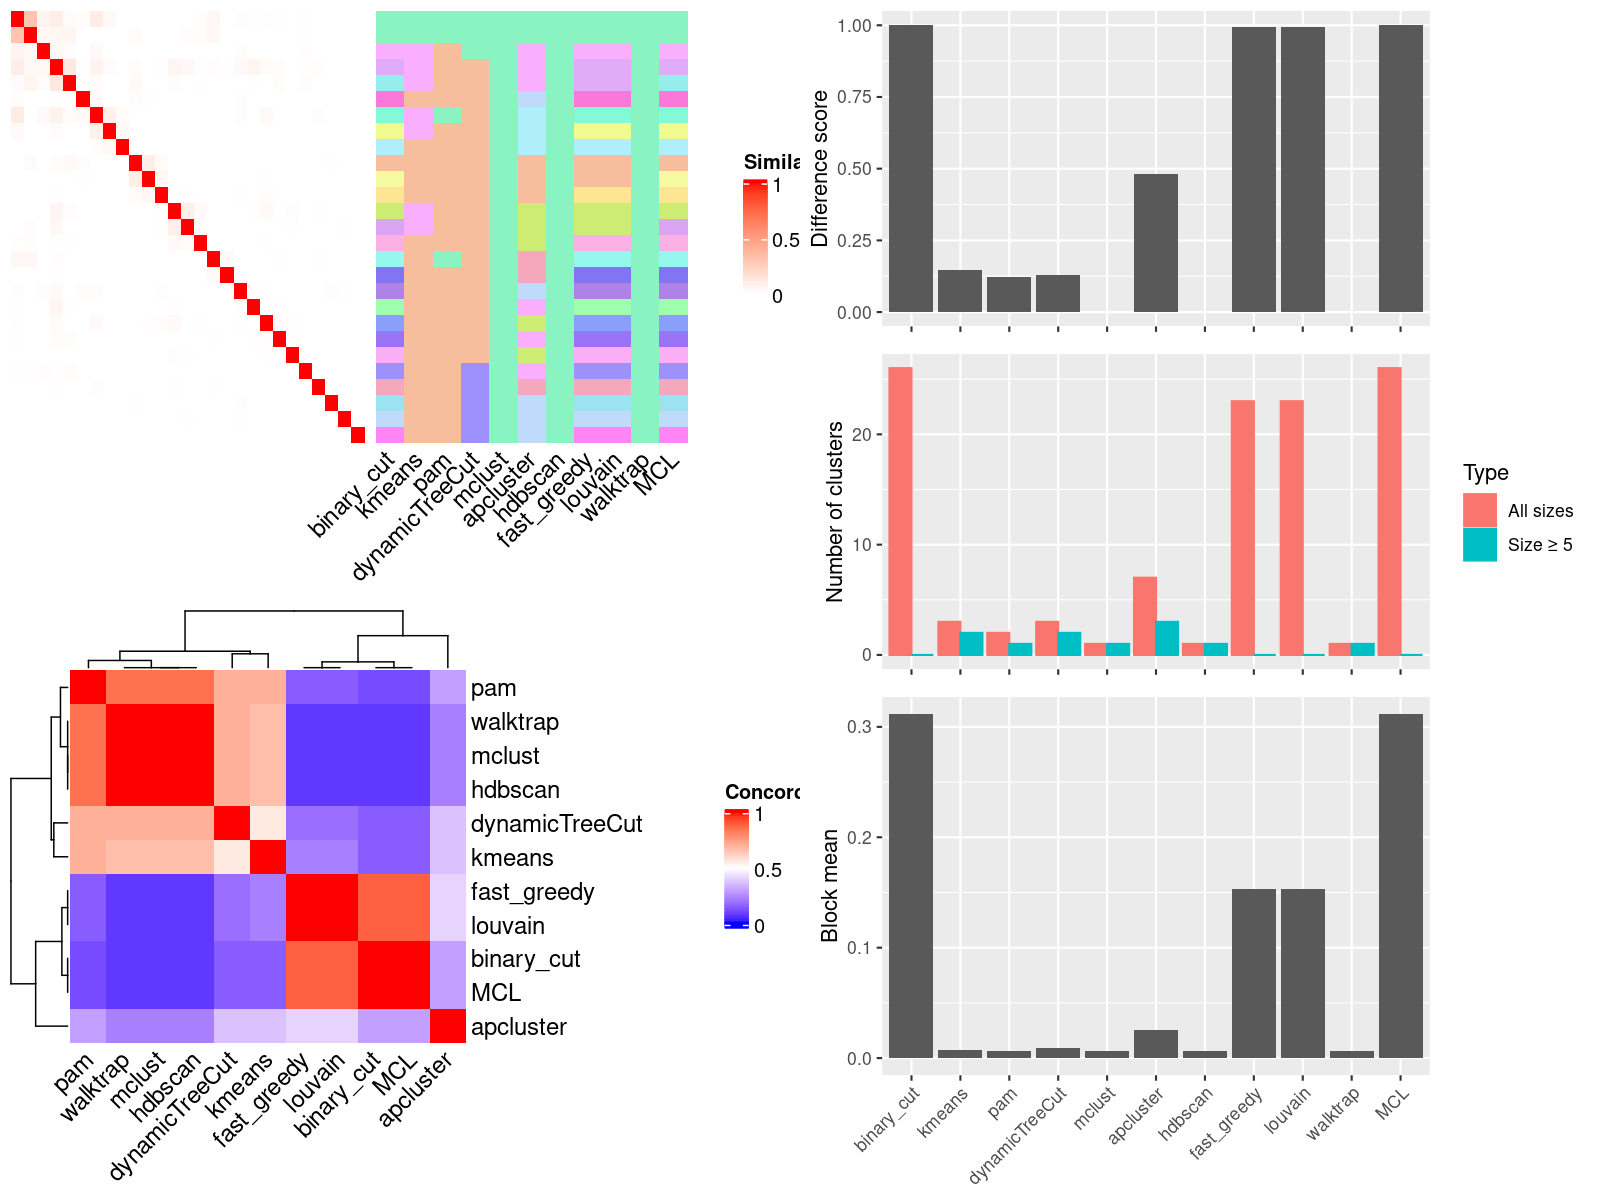 Simila
1
0.5
0
binary_cut
kmeans
pam
dynamicTreeCut
mclust
apcluster
hdbscan
fast_greedy
louvain
walktrap
MCL
pam
walktrap
mclust
hdbscan
dynamicTreeCut
kmeans
fast_greedy
louvain
binary_cut
MCL
apcluster
pam
walktrap
mclust
hdbscan
dynamicTreeCut
kmeans
fast_greedy
louvain
binary_cut
MCL
apcluster
Concord
1
0.5
0
Difference score
1.00
0.75
0.50
0.25
0.00
Number of clusters
20
10
0
Type
All sizes
Size ≥ 5
Block mean
0.3
0.2
0.1
0.0
binary_cut
kmeans
pam
dynamicTreeCut
mclust
apcluster
hdbscan
fast_greedy
louvain
walktrap
MCL